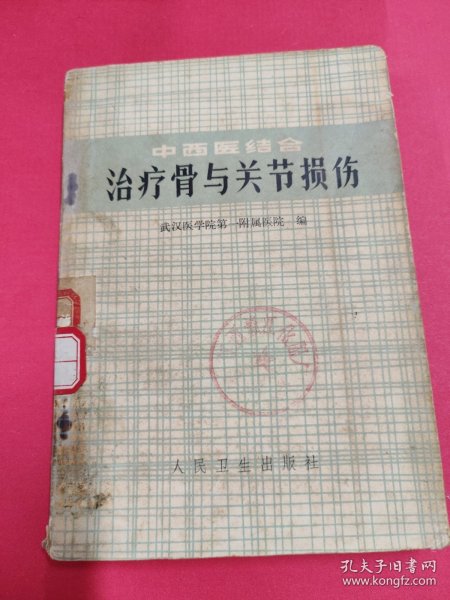 中西医结合
治疗骨与关节损伤
武汉医学院第一附属医院 编
人民卫生出版社
孔夫子旧书网
www.kongfz.com